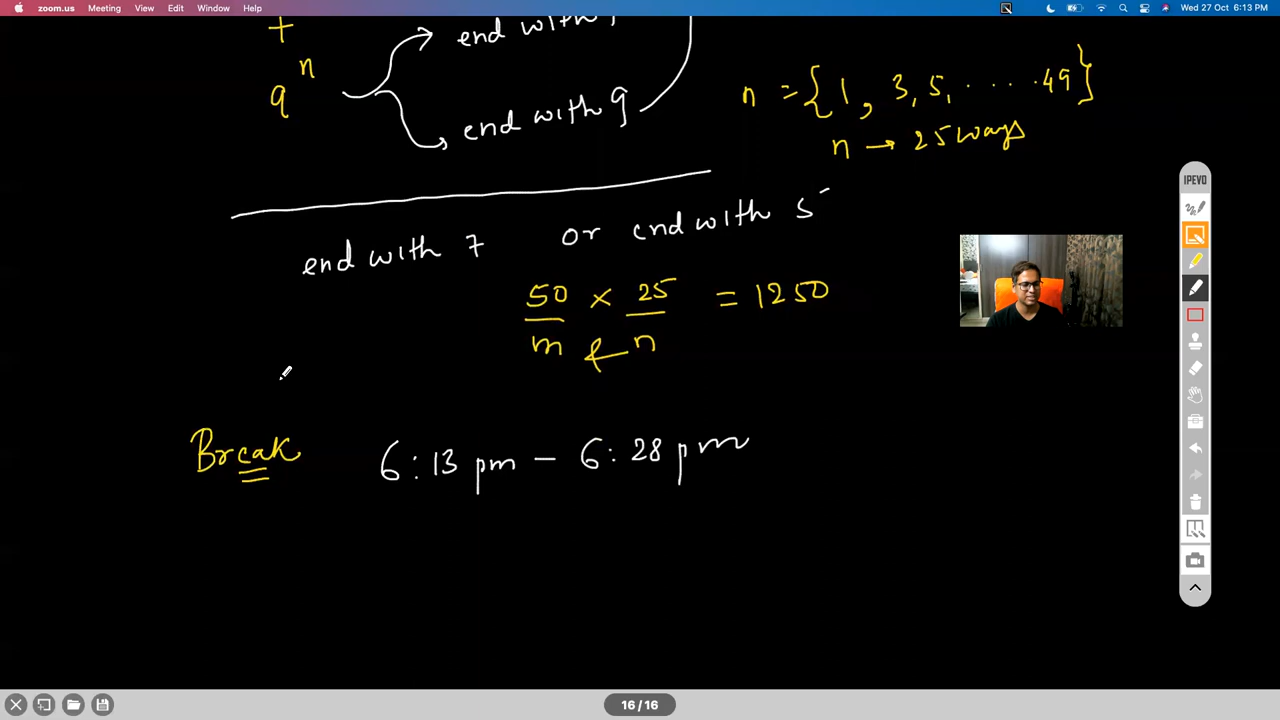 zoom.us Meeting View Edit Window Help Wed 27 Oct 6:13 PM
+ end with
9^n
end with 9
n = {1, 3, 5, ..... 49}
n → 25 ways
end with 7 or end with 5
50 × 25 = 1250
m n
Break 6:13 pm – 6:28 pm
IPEVO
16 / 16